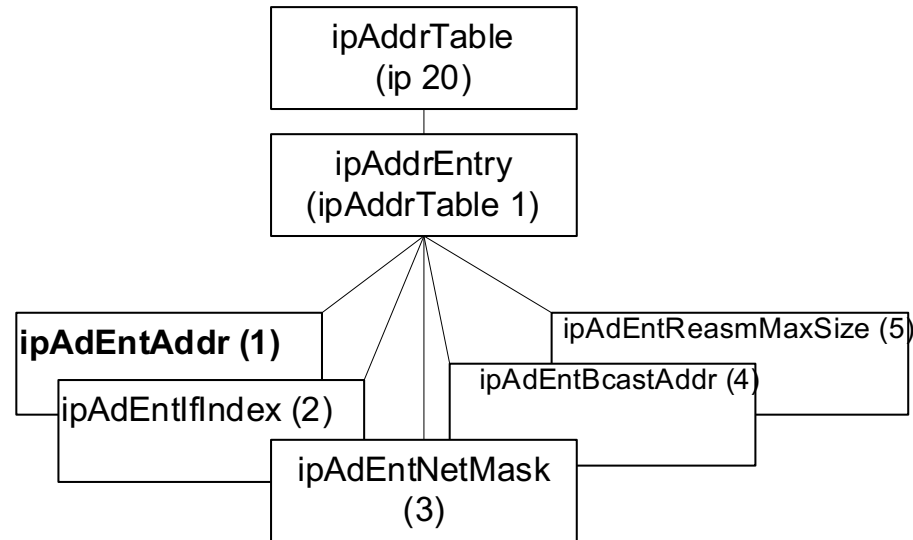 ipAddrTable
(ip 20)
ipAddrEntry
(ipAddrTable 1)
ipAdEntAddr (1)
ipAdEntIfIndex (2)
ipAdEntNetMask
(3)
ipAdEntBcastAddr (4)
ipAdEntReasmMaxSize (5)